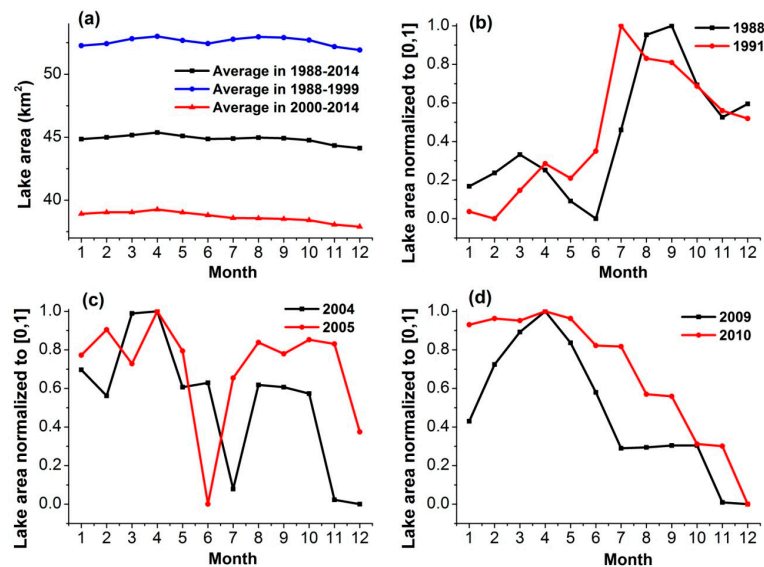 (a)
Average in 1988-2014
Average in 1988-1999
Average in 2000-2014
Lake area (km²)
50
45
40
1 2 3 4 5 6 7 8 9 10 11 12
Month
(b)
1988
1991
Lake area normalized to [0,1]
1.0
0.8
0.6
0.4
0.2
0.0
1 2 3 4 5 6 7 8 9 10 11 12
Month
(c)
2004
2005
Lake area normalized to [0,1]
1.0
0.8
0.6
0.4
0.2
0.0
1 2 3 4 5 6 7 8 9 10 11 12
Month
(d)
2009
2010
Lake area normalized to [0,1]
1.0
0.8
0.6
0.4
0.2
0.0
1 2 3 4 5 6 7 8 9 10 11 12
Month